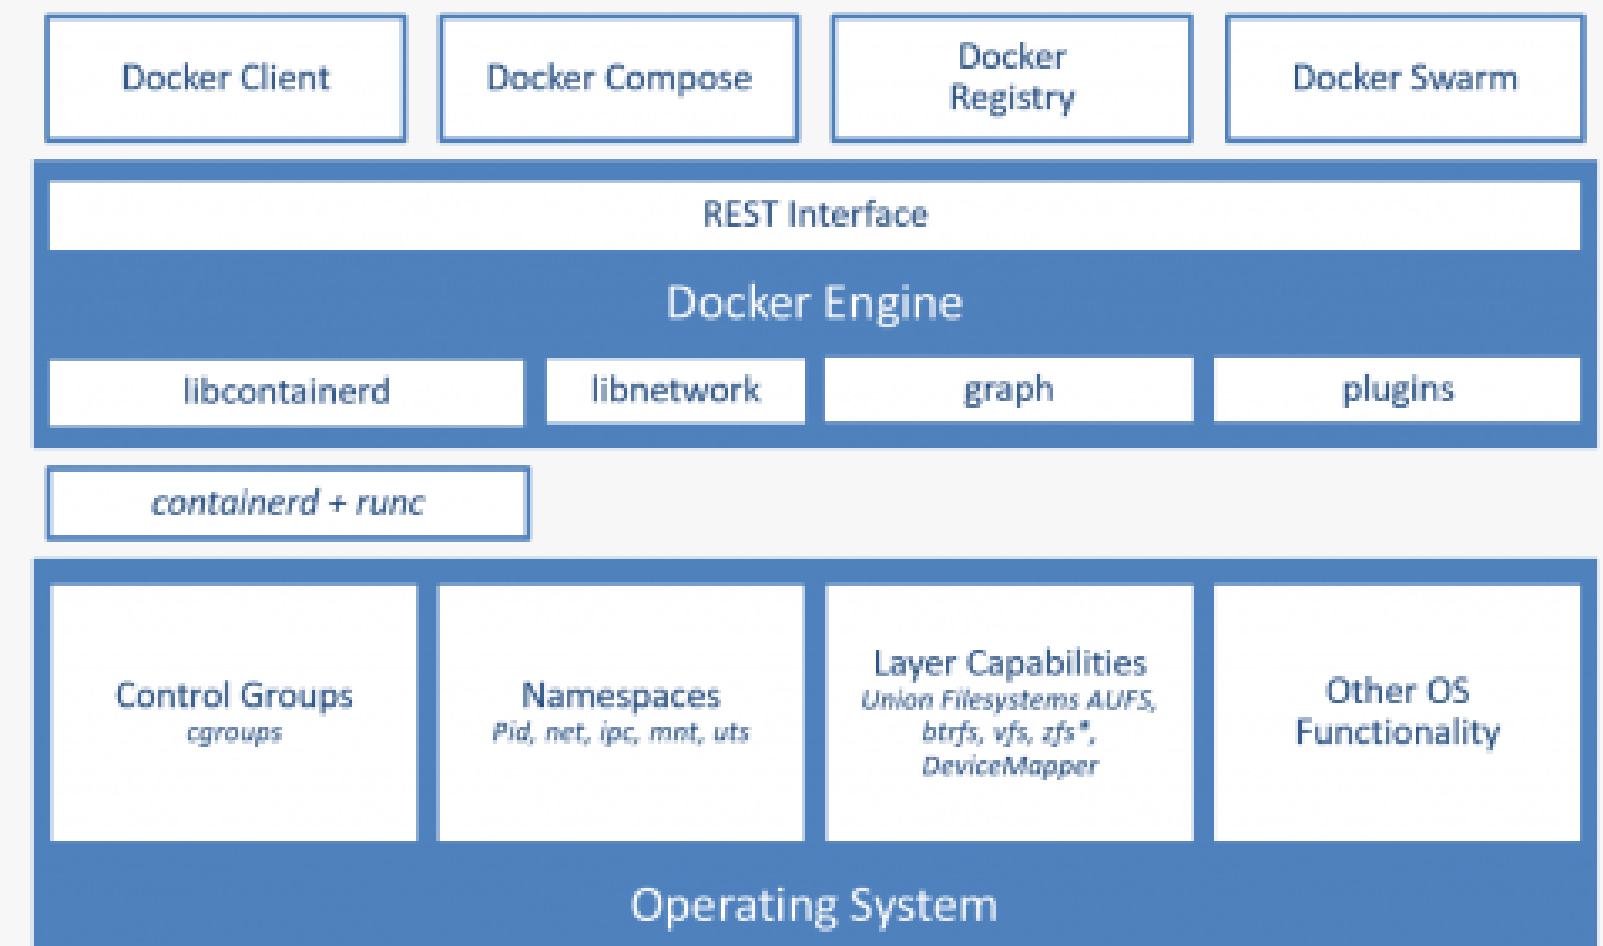 Docker Client
Docker Compose
Docker
Registry
Docker Swarm
REST Interface
Docker Engine
libcontainerd
libnetwork
graph
plugins
containerd + runc
Control Groups
cgroups
Namespaces
Pid, net, ipc, mnt, uts
Layer Capabilities
Union Filesystems AUFS,
btrfs, vfs, zfs*,
DeviceMapper
Other OS
Functionality
Operating System